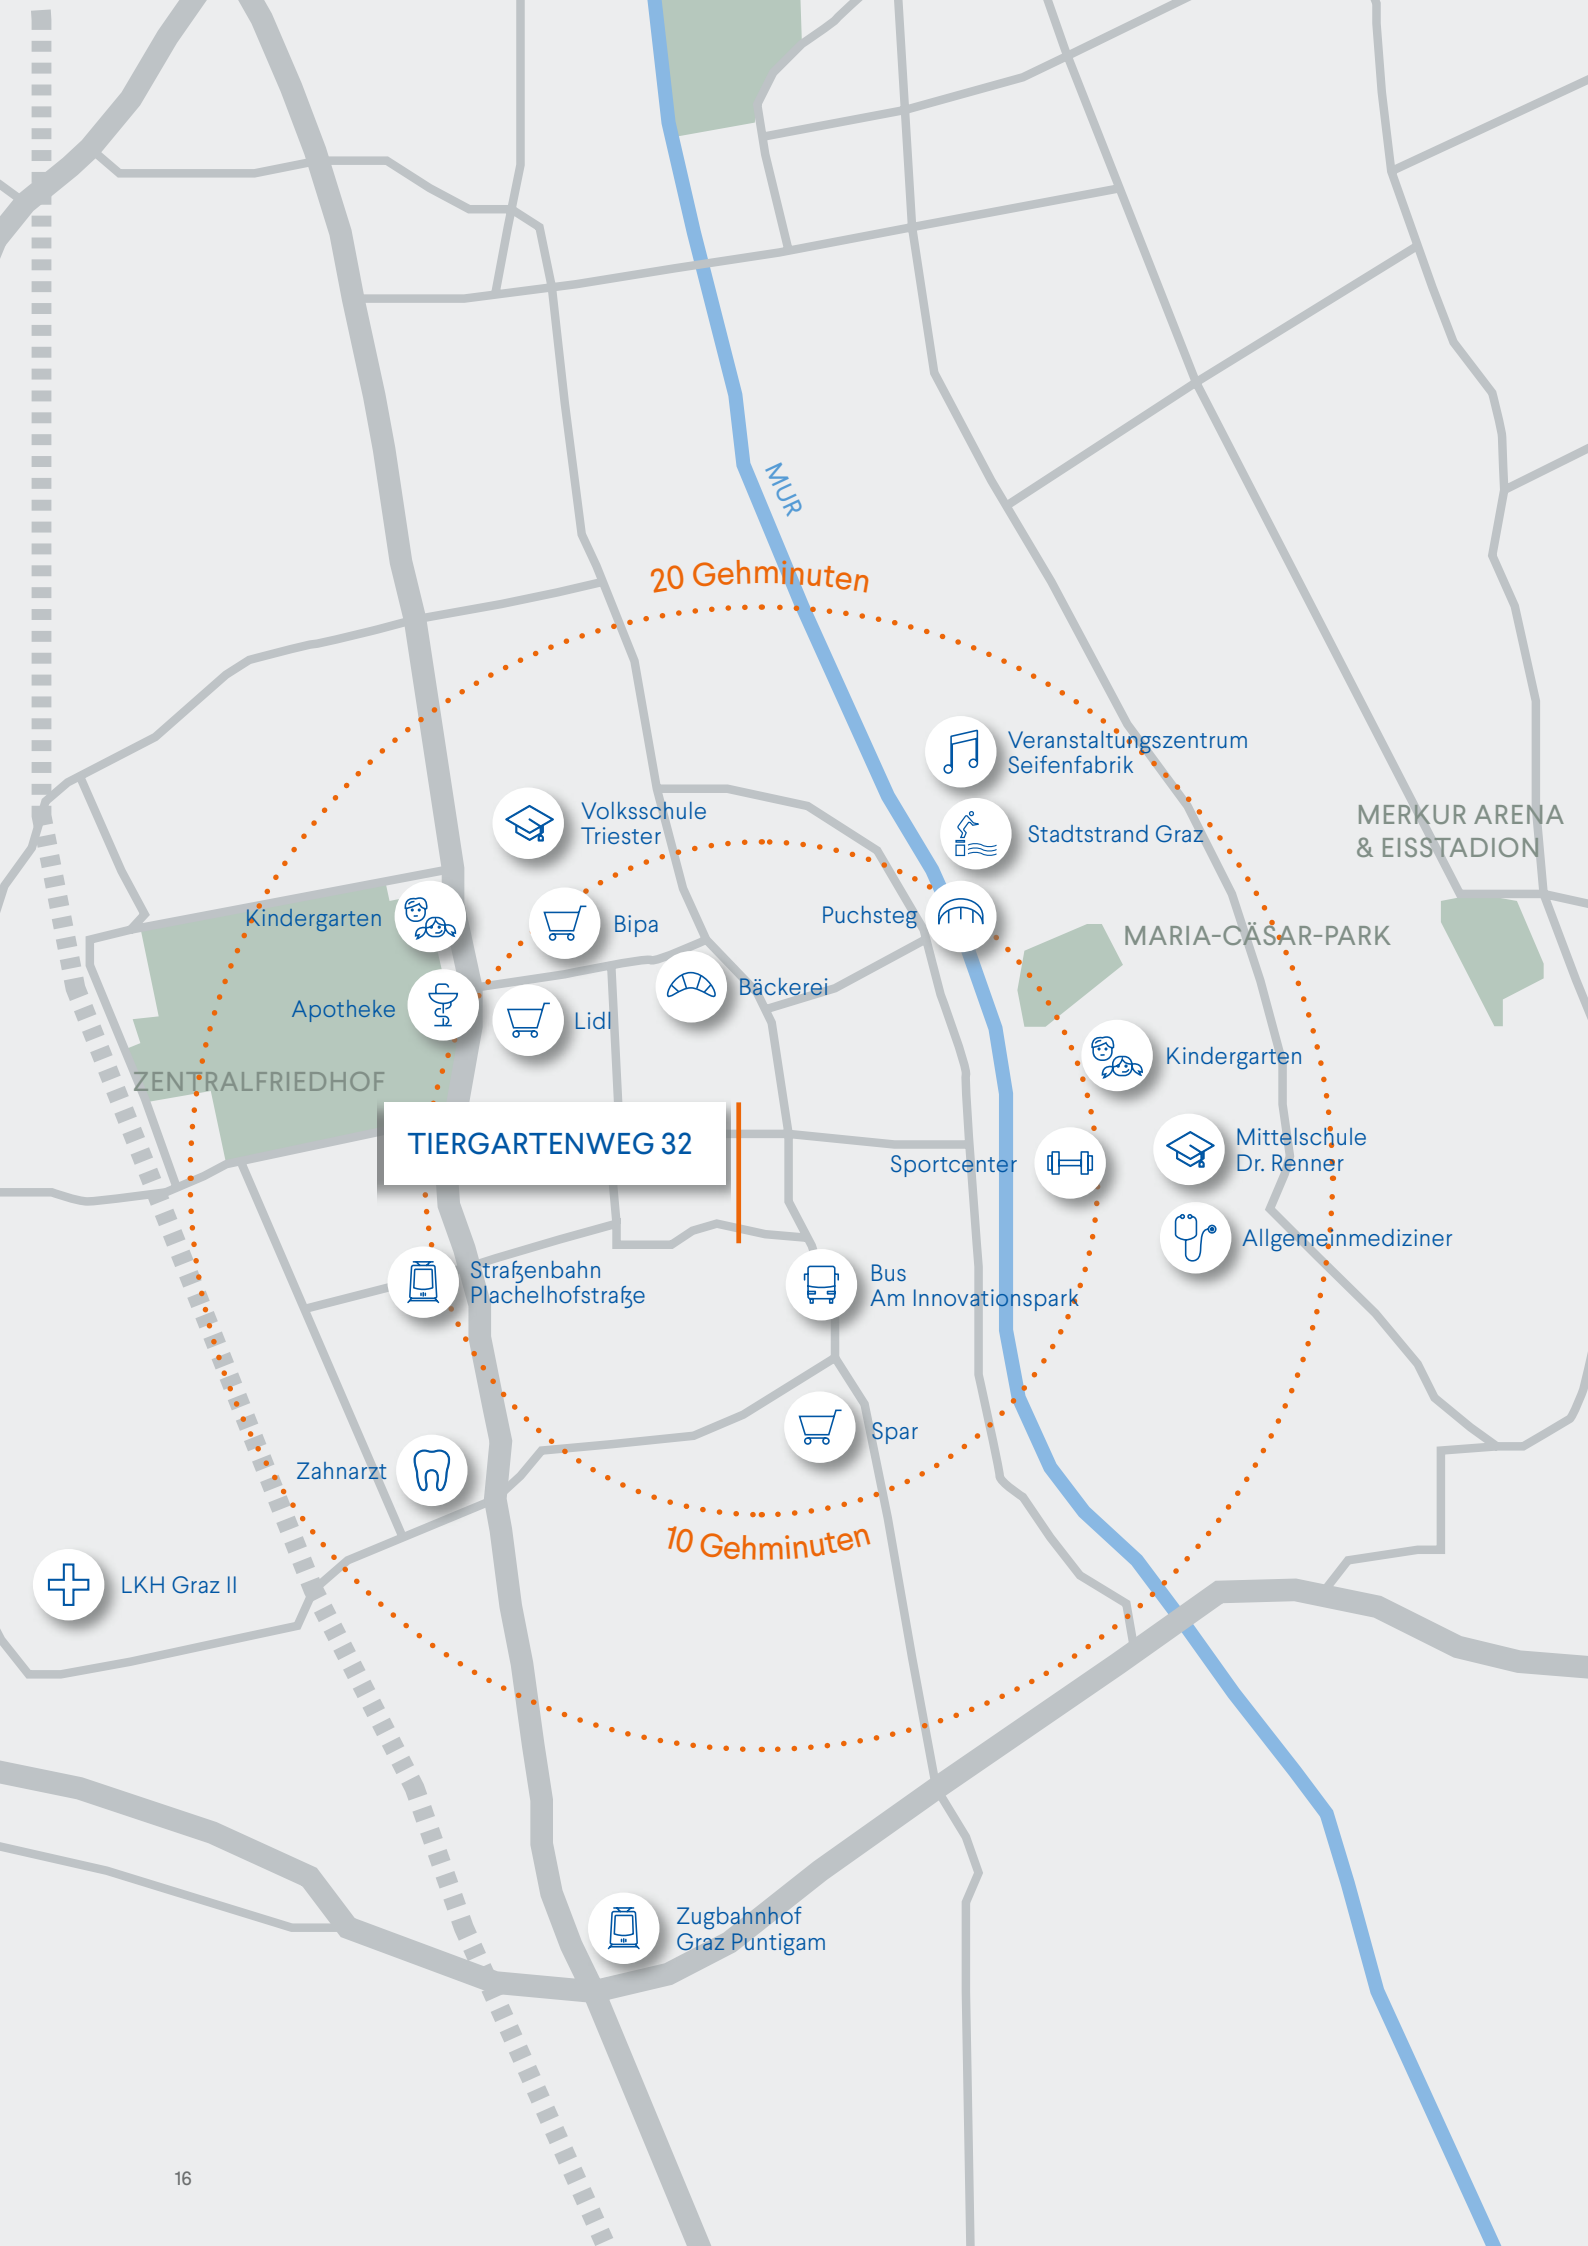 MUR
20 Gehminuten
Veranstaltungszentrum
Seifenfabrik
Volksschule
Triester
Stadtstrand Graz
MERKUR ARENA
& EISSTADION
Kindergarten
Bipa
Puchsteg
MARIA-CÄSAR-PARK
Bäckerei
Apotheke
Lidl
Kindergarten
ZENTRALFRIEDHOF
TIERGARTENWEG 32
Mittelschule
Dr. Renner
Sportcenter
Allgemeinmediziner
Straßenbahn
Plachelhofstraße
Bus
Am Innovationspark
Spar
Zahnarzt
10 Gehminuten
LKH Graz II
Zugbahnhof
Graz Puntigam
16